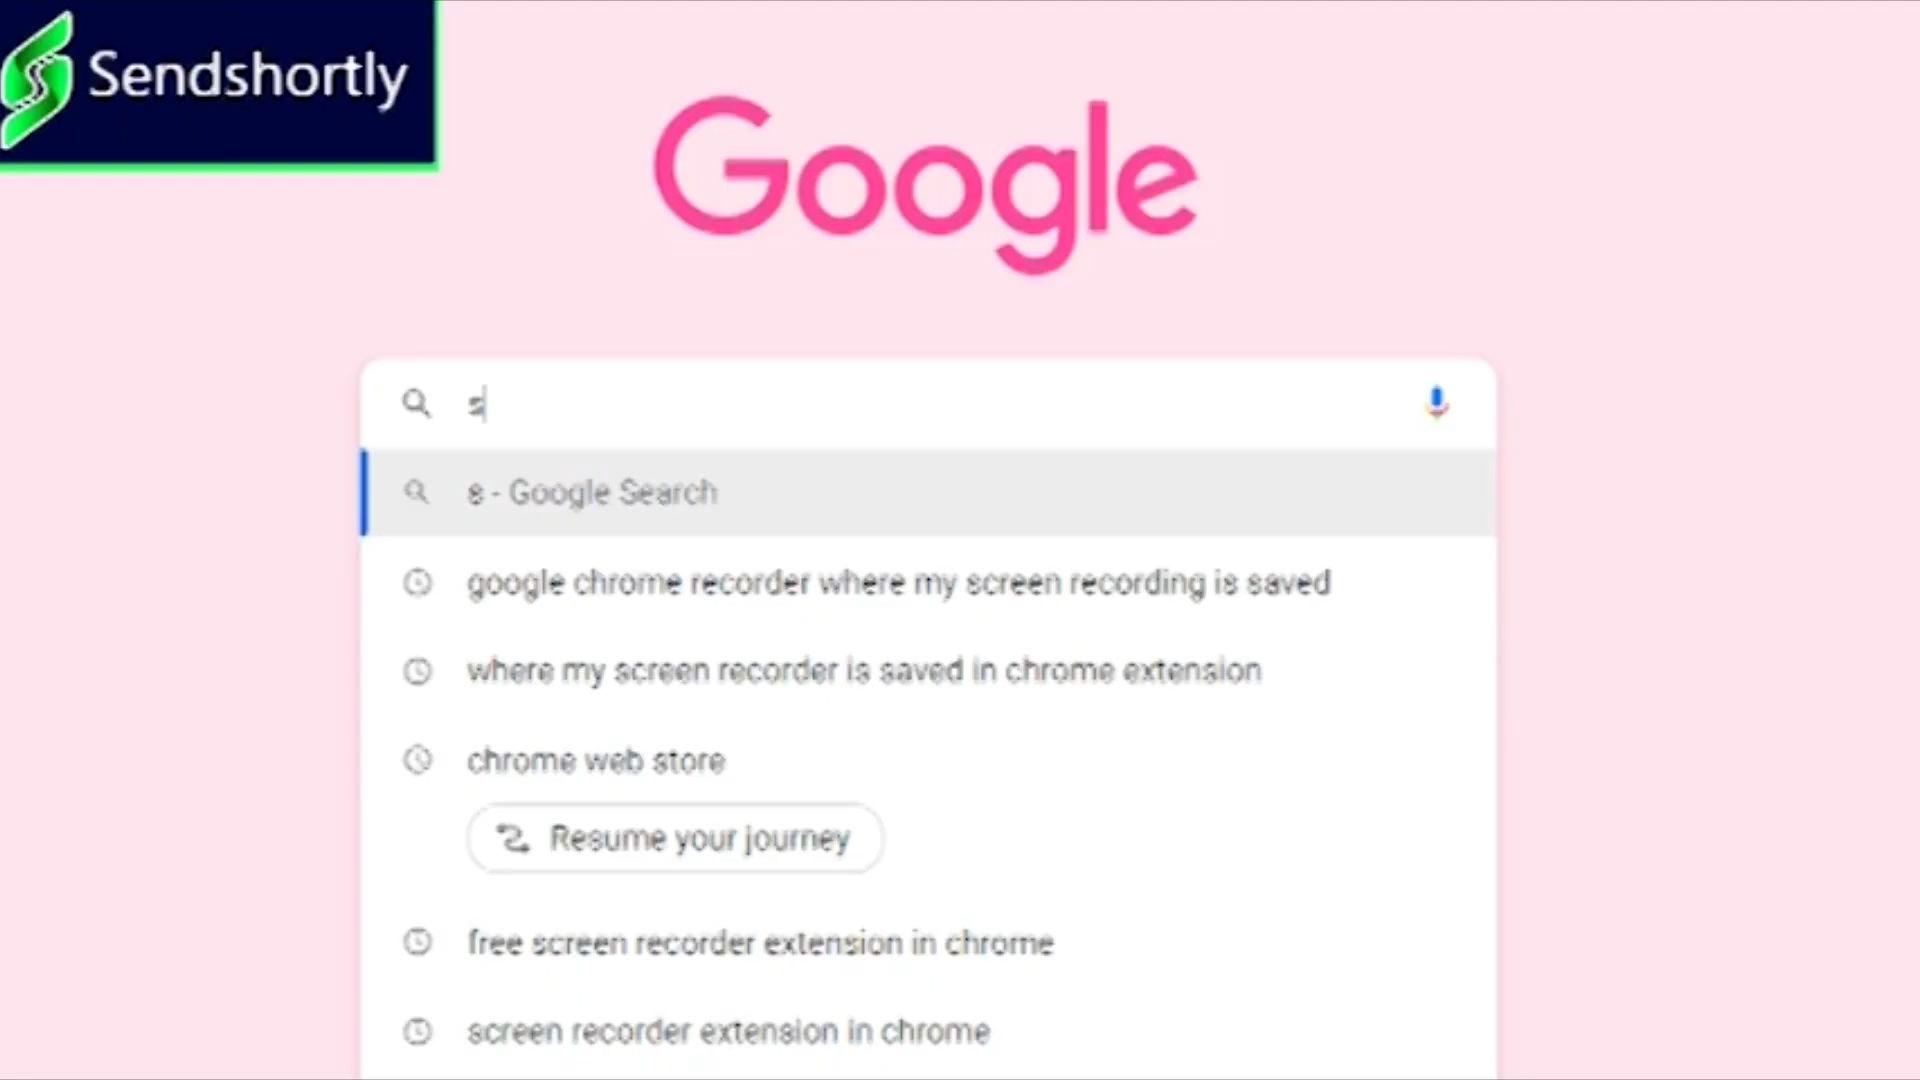 Sendshortly
Google
s
s - Google Search
google chrome recorder where my screen recording is saved
where my screen recorder is saved in chrome extension
chrome web store
Resume your journey
free screen recorder extension in chrome
screen recorder extension in chrome